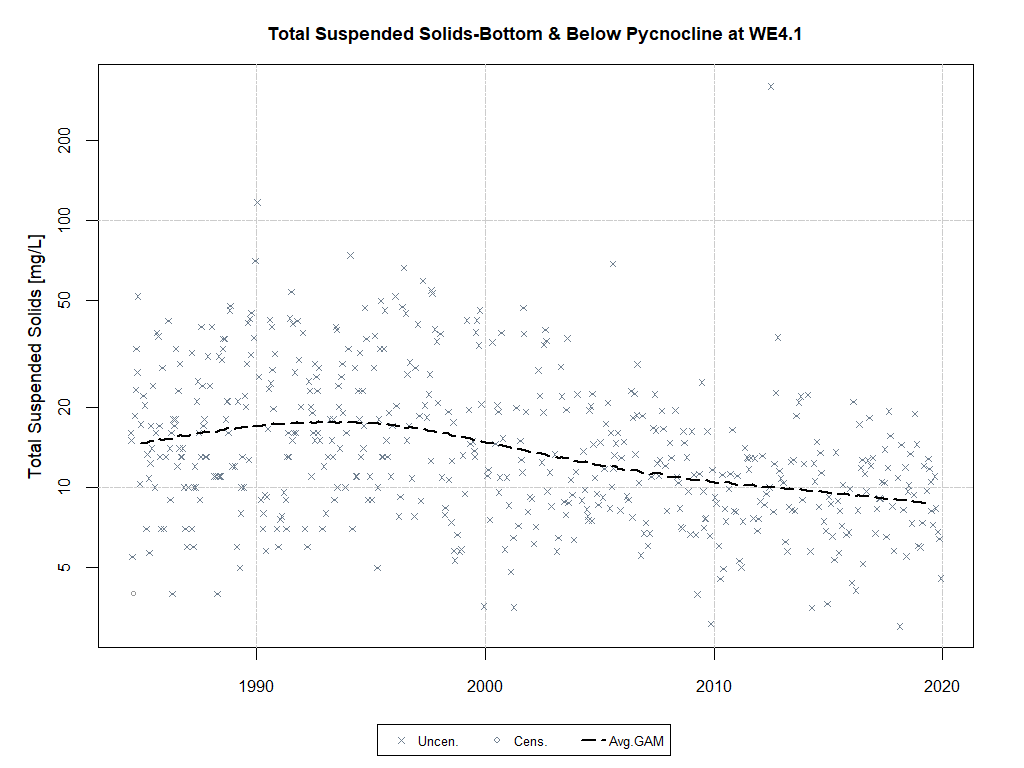 Total Suspended Solids-Bottom & Below Pycnocline at WE4.1
Total Suspended Solids [mg/L]
200
100
50
20
10
5
1990 2000 2010 2020
Uncen. Cens. Avg.GAM